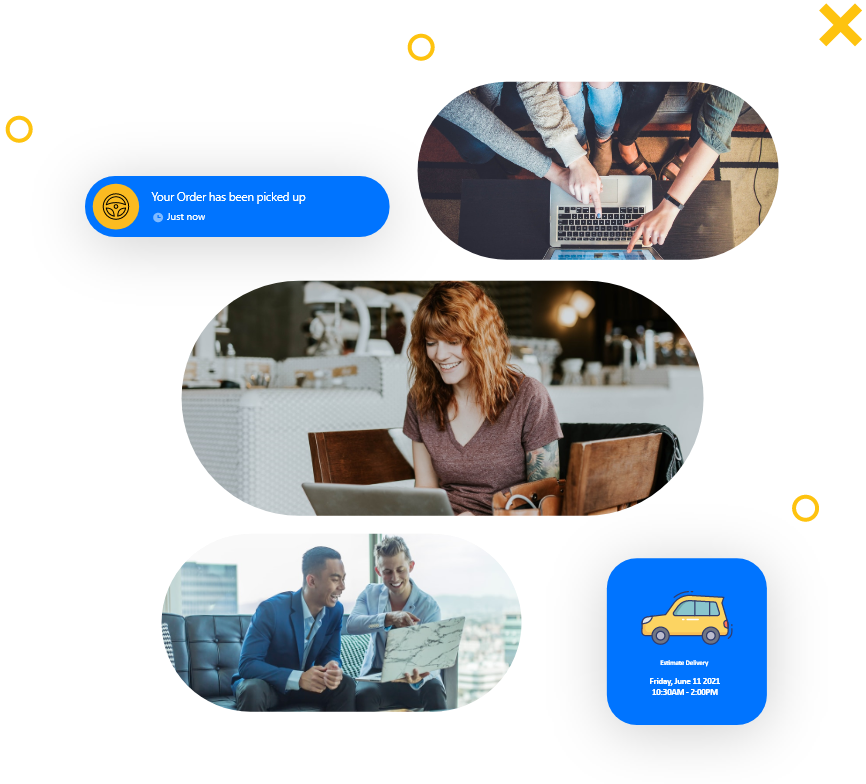 Your Order has been picked up
Just now
Estimate Delivery
Friday, June 11 2021
10:30AM - 2:00PM